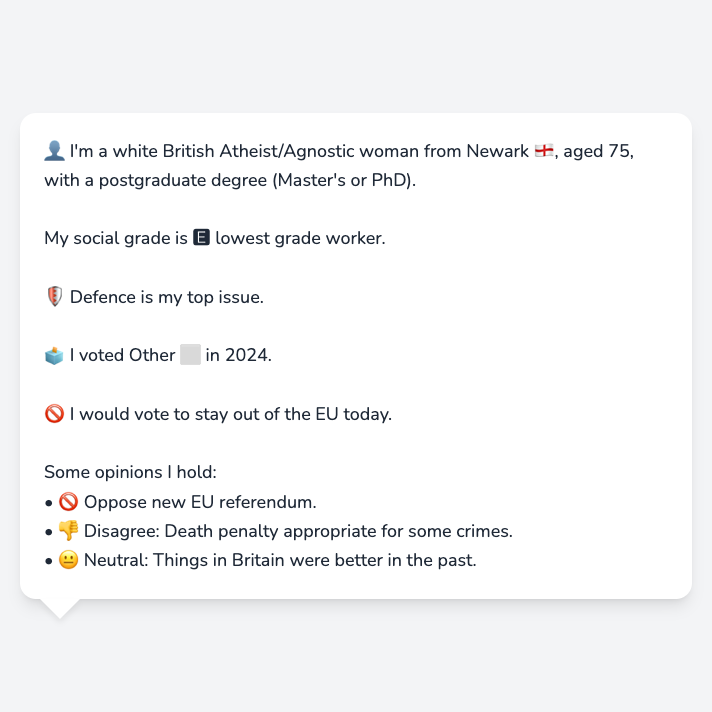 👤 I'm a white British Atheist/Agnostic woman from Newark 🏴󠁧󠁢󠁥󠁮󠁧󠁿, aged 75,
with a postgraduate degree (Master's or PhD).
My social grade is 🅴 lowest grade worker.
🛡️ Defence is my top issue.
🗳️ I voted Other ⬜ in 2024.
🚫 I would vote to stay out of the EU today.
Some opinions I hold:
• 🚫 Oppose new EU referendum.
• 👎 Disagree: Death penalty appropriate for some crimes.
• 😐 Neutral: Things in Britain were better in the past.